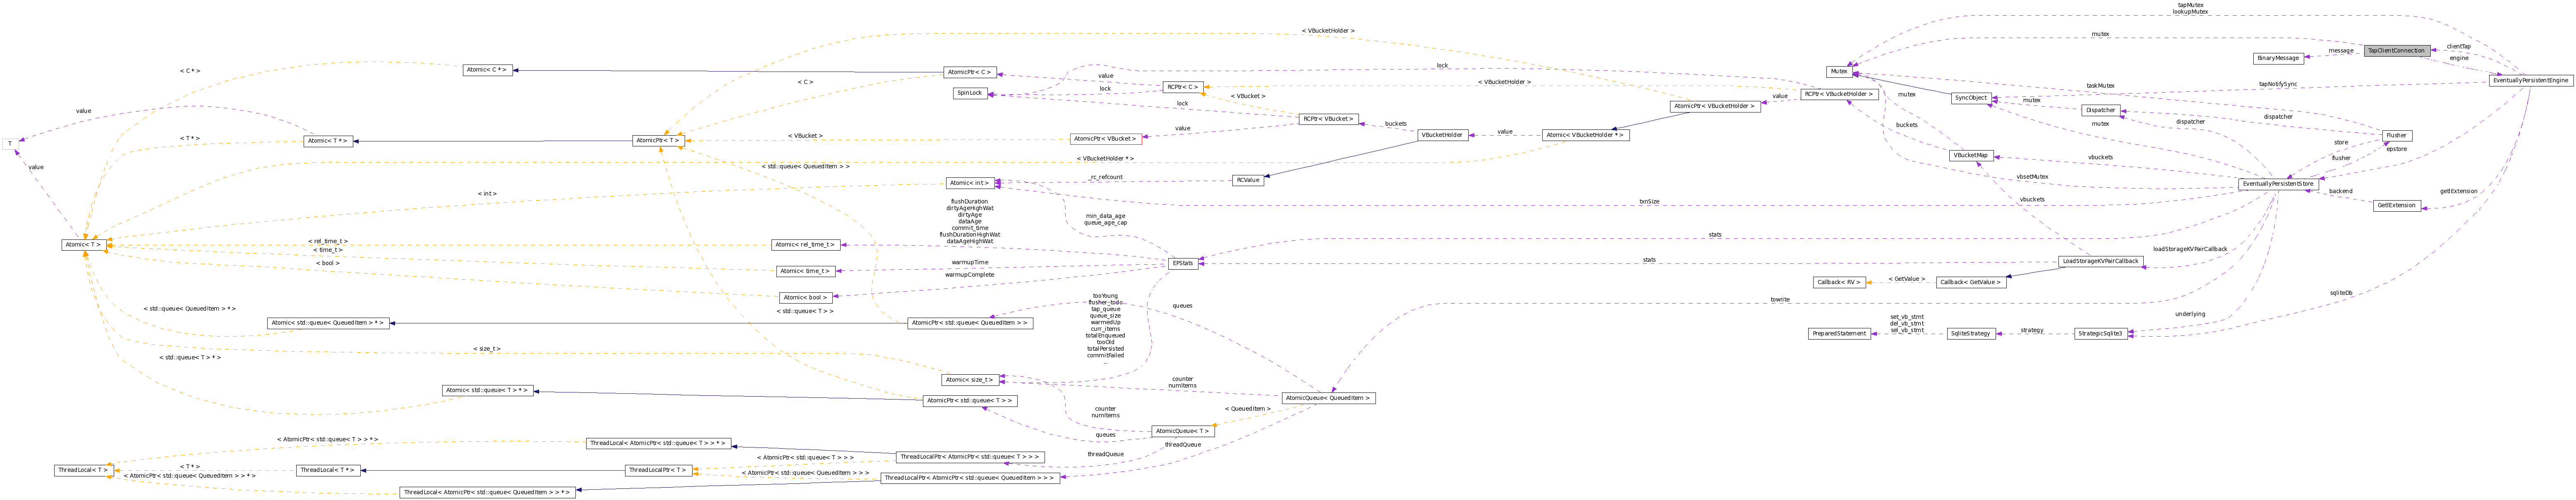 tapMutex
lookupMutex
< VBucketHolder >
mutex
TapClientConnection
clientTap
message
BinaryMessage
engine
lock
Mutex
EventuallyPersistentEngine
< C * >
Atomic< C * >
AtomicPtr< C >
value
< C >
< VBucketHolder >
taskMutex
tapNotifySync
RCPtr< C >
lock
SpinLock
RCPtr< VBucketHolder >
mutex
SyncObject
< VBucket >
value
AtomicPtr< VBucketHolder >
mutex
Dispatcher
lock
value
dispatcher
RCPtr< VBucket >
dispatcher
mutex
buckets
value
< VBucket >
value
buckets
Flusher
< T * >
AtomicPtr< VBucket >
VBucketHolder
Atomic< VBucketHolder * >
T
Atomic< T * >
AtomicPtr< T >
store
epstore
flusher
vbuckets
VBucketMap
< VBucketHolder * >
value
< std::queue< QueuedItem > >
_rc_refcount
RCValue
vbsetMutex
Atomic< int >
EventuallyPersistentStore
< int >
getlExtension
backend
vbuckets
txnSize
GetlExtension
flushDuration
dirtyAgeHighWat
dirtyAge
dataAge
commit_time
flushDurationHighWat
dataAgeHighWat
min_data_age
queue_age_cap
stats
Atomic< T >
< rel_time_t >
Atomic< rel_time_t >
< time_t >
loadStorageKVPairCallback
< bool >
warmupTime
EPStats
stats
LoadStorageKVPairCallback
Atomic< time_t >
warmupComplete
Callback< RV >
< GetValue >
Callback< GetValue >
Atomic< bool >
sqliteDb
tooYoung
flusher_todo
tap_queue
queue_size
warmedUp
curr_items
totalEnqueued
tooOld
totalPersisted
commitFailed
...
towrite
queues
< std::queue< QueuedItem > * >
< std::queue< T > >
underlying
Atomic< std::queue< QueuedItem > * >
AtomicPtr< std::queue< QueuedItem > >
set_vb_stmt
del_vb_stmt
sel_vb_stmt
PreparedStatement
SqliteStrategy
strategy
StrategicSqlite3
< size_t >
< std::queue< T > * >
Atomic< size_t >
counter
numItems
Atomic< std::queue< T > * >
AtomicPtr< std::queue< T > >
AtomicQueue< QueuedItem >
counter
numItems
< QueuedItem >
queues
AtomicQueue< T >
< AtomicPtr< std::queue< T > > * >
ThreadLocal< AtomicPtr< std::queue< T > > * >
threadQueue
threadQueue
< AtomicPtr< std::queue< T > > >
ThreadLocalPtr< AtomicPtr< std::queue< T > > >
ThreadLocal< T >
< T * >
ThreadLocal< T * >
ThreadLocalPtr< T >
< AtomicPtr< std::queue< QueuedItem > > * >
< AtomicPtr< std::queue< QueuedItem > > >
ThreadLocalPtr< AtomicPtr< std::queue< QueuedItem > > >
ThreadLocal< AtomicPtr< std::queue< QueuedItem > > * >